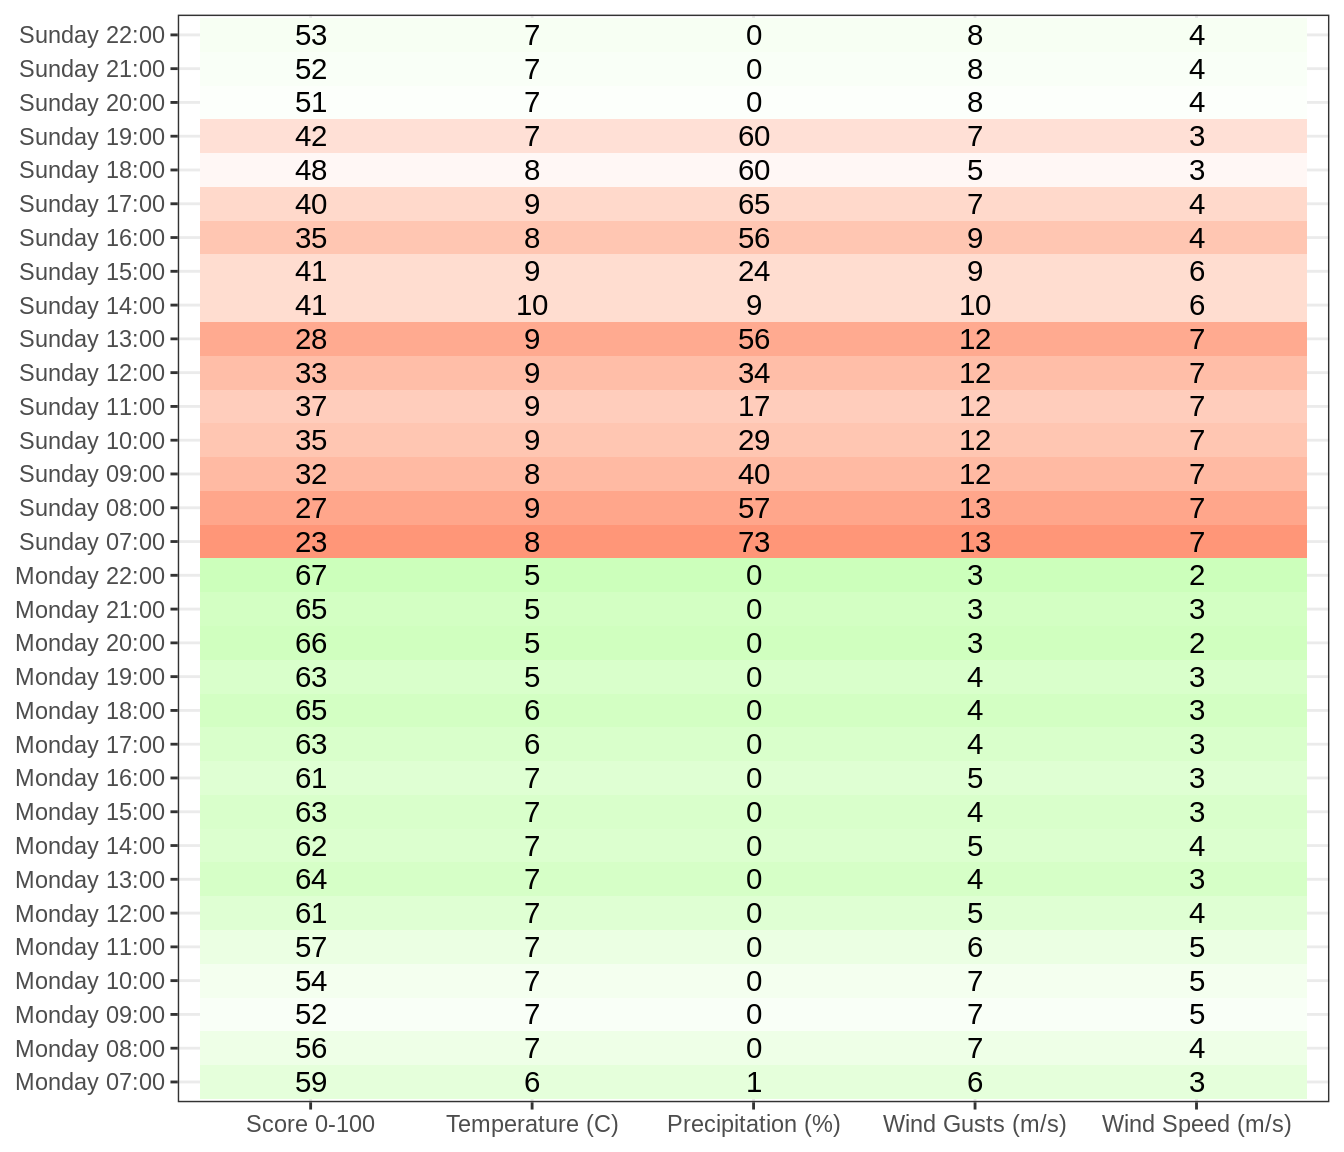 Sunday 22:00 53 7 0 8 4
Sunday 21:00 52 7 0 8 4
Sunday 20:00 51 7 0 8 4
Sunday 19:00 42 7 60 7 3
Sunday 18:00 48 8 60 5 3
Sunday 17:00 40 9 65 7 4
Sunday 16:00 35 8 56 9 4
Sunday 15:00 41 9 24 9 6
Sunday 14:00 41 10 9 10 6
Sunday 13:00 28 9 56 12 7
Sunday 12:00 33 9 34 12 7
Sunday 11:00 37 9 17 12 7
Sunday 10:00 35 9 29 12 7
Sunday 09:00 32 8 40 12 7
Sunday 08:00 27 9 57 13 7
Sunday 07:00 23 8 73 13 7
Monday 22:00 67 5 0 3 2
Monday 21:00 65 5 0 3 3
Monday 20:00 66 5 0 3 2
Monday 19:00 63 5 0 4 3
Monday 18:00 65 6 0 4 3
Monday 17:00 63 6 0 4 3
Monday 16:00 61 7 0 5 3
Monday 15:00 63 7 0 4 3
Monday 14:00 62 7 0 5 4
Monday 13:00 64 7 0 4 3
Monday 12:00 61 7 0 5 4
Monday 11:00 57 7 0 6 5
Monday 10:00 54 7 0 7 5
Monday 09:00 52 7 0 7 5
Monday 08:00 56 7 0 7 4
Monday 07:00 59 6 1 6 3
Score 0-100 Temperature (C) Precipitation (%) Wind Gusts (m/s) Wind Speed (m/s)